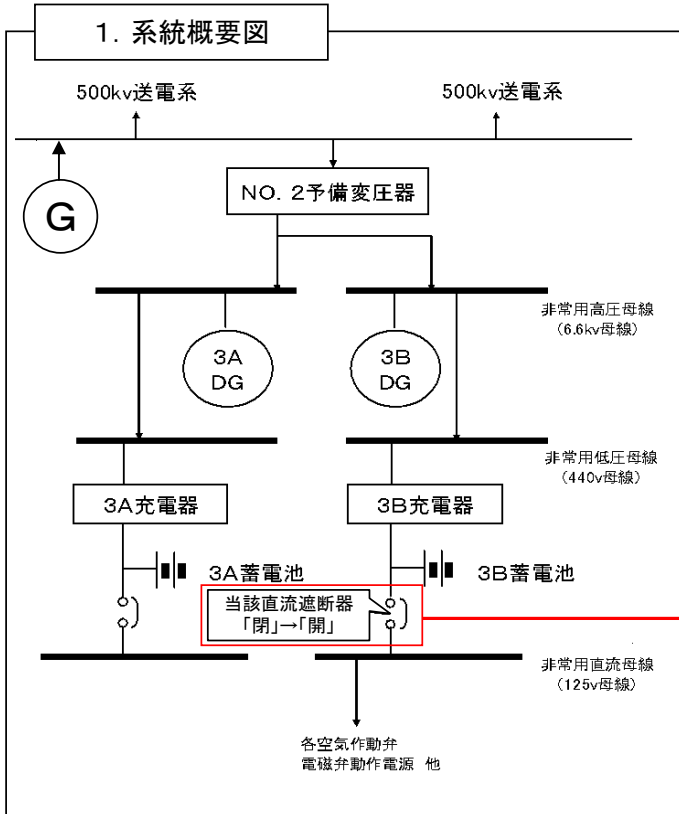 1．系統概要図
500kv送電系
500kv送電系
NO．2予備変圧器
G
非常用高圧母線
（6.6kv母線）
3A
DG
3B
DG
非常用低圧母線
（440v母線）
3A充電器
3B充電器
3A蓄電池
3B蓄電池
当該直流遮断器
「閉」→「開」
非常用直流母線
（125v母線）
各空気作動弁
電磁弁動作電源 他